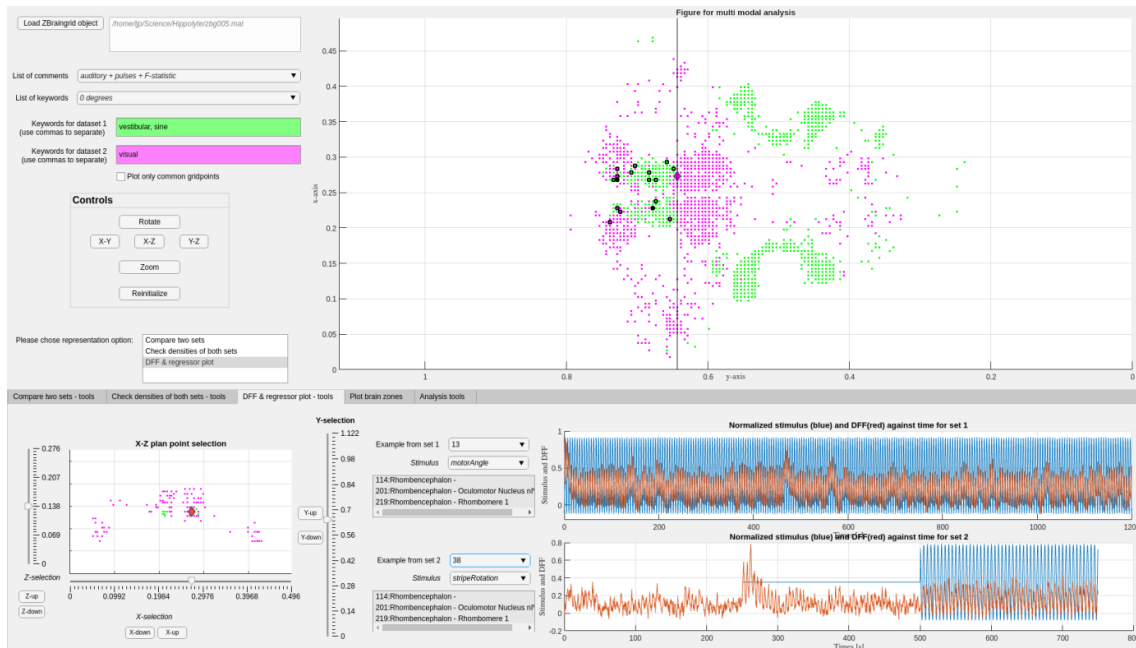 Load ZBraingrid object
/home/ljp/Science/Hippolyte/zbg005.mat
List of comments
auditory + pulses + F-statistic
List of keywords
0 degrees
Keywords for dataset 1
(use commas to separate)
vestibular, sine
Keywords for dataset 2
(use commas to separate)
visual
Plot only common gridpoints
Controls
Rotate
X-Y
X-Z
Y-Z
Zoom
Reinitialize
Please chose representation option:
Compare two sets
Check densities of both sets
DFF & regressor plot
Figure for multi modal analysis
x-axis
0.45
0.4
0.35
0.3
0.25
0.2
0.15
0.1
0.05
0
1
0.8
0.6
0.4
0.2
0
y-axis
Compare two sets - tools
Check densities of both sets - tools
DFF & regressor plot - tools
Plot brain zones
Analysis tools
X-Z plan point selection
0.276
0.207
0.138
0.069
0
Z-selection
Z-up
Z-down
0
0.0992
0.1984
0.2976
0.3968
0.496
X-selection
X-down
X-up
Y-selection
1.122
0.98
0.84
0.7
0.56
0.42
0.28
0.14
0
Y-up
Y-down
Example from set 1
13
Stimulus
motorAngle
114:Rhombencephalon -
201:Rhombencephalon - Oculomotor Nucleus nI
219:Rhombencephalon - Rhombomere 1
Example from set 2
38
Stimulus
stripeRotation
114:Rhombencephalon -
201:Rhombencephalon - Oculomotor Nucleus nI
219:Rhombencephalon - Rhombomere 1
Normalized stimulus (blue) and DFF(red) against time for set 1
Stimulus and DFF
1
0.5
0
0
200
400
600
800
1000
1200
Normalized stimulus (blue) and DFF(red) against time for set 2
Stimulus and DFF
0.8
0.6
0.4
0.2
0
-0.2
0
100
200
300
400
500
600
700
800
Times [s]